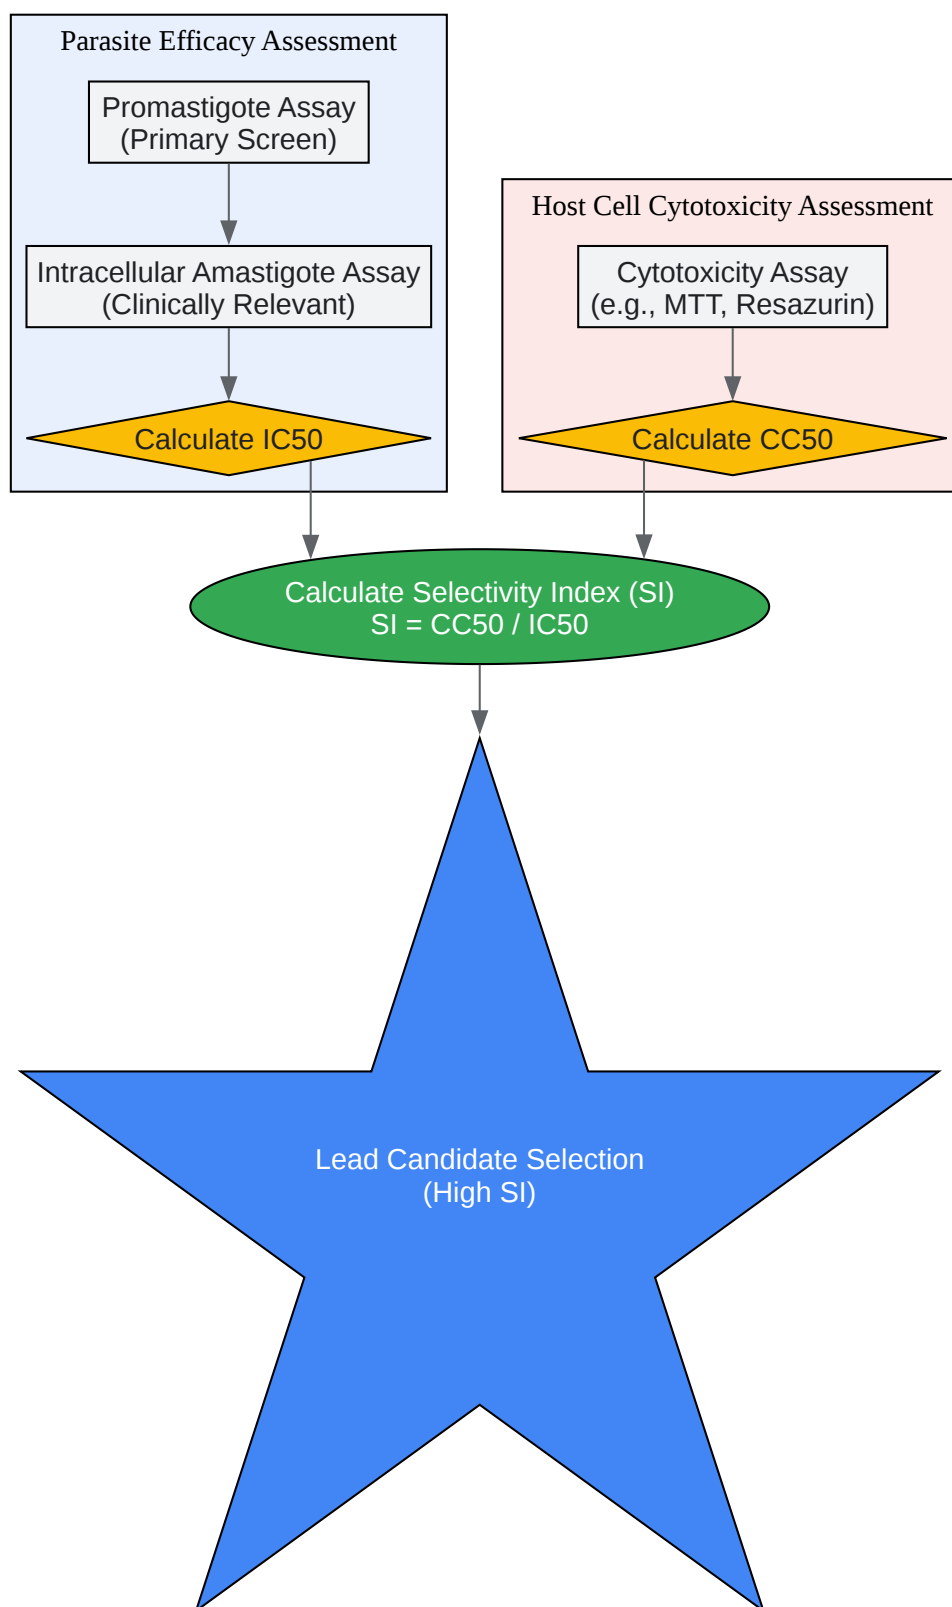 Parasite Efficacy Assessment
Promastigote Assay
(Primary Screen)
Intracellular Amastigote Assay
(Clinically Relevant)
Calculate IC50
Host Cell Cytotoxicity Assessment
Cytotoxicity Assay
(e.g., MTT, Resazurin)
Calculate CC50
Calculate Selectivity Index (SI)
SI = CC50 / IC50
Lead Candidate Selection
(High SI)